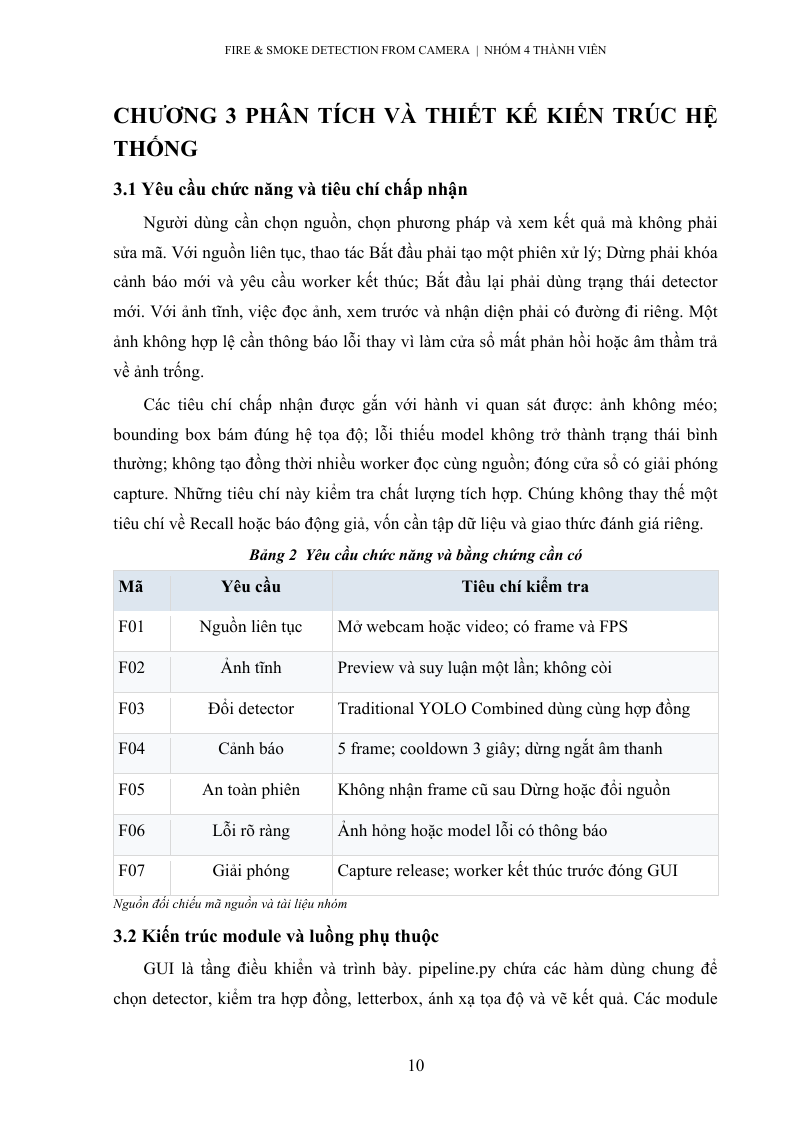 FIRE & SMOKE DETECTION FROM CAMERA | NHÓM 4 THÀNH VIÊN
CHƯƠNG 3 PHÂN TÍCH VÀ THIẾT KẾ KIẾN TRÚC HỆ
THỐNG
3.1 Yêu cầu chức năng và tiêu chí chấp nhận
Người dùng cần chọn nguồn, chọn phương pháp và xem kết quả mà không phải
sửa mã. Với nguồn liên tục, thao tác Bắt đầu phải tạo một phiên xử lý; Dừng phải khóa
cảnh báo mới và yêu cầu worker kết thúc; Bắt đầu lại phải dùng trạng thái detector
mới. Với ảnh tĩnh, việc đọc ảnh, xem trước và nhận diện phải có đường đi riêng. Một
ảnh không hợp lệ cần thông báo lỗi thay vì làm cửa sổ mất phản hồi hoặc âm thầm trả
về ảnh trống.
Các tiêu chí chấp nhận được gắn với hành vi quan sát được: ảnh không méo;
bounding box bám đúng hệ tọa độ; lỗi thiếu model không trở thành trạng thái bình
thường; không tạo đồng thời nhiều worker đọc cùng nguồn; đóng cửa sổ có giải phóng
capture. Những tiêu chí này kiểm tra chất lượng tích hợp. Chúng không thay thế một
tiêu chí về Recall hoặc báo động giả, vốn cần tập dữ liệu và giao thức đánh giá riêng.
Bảng 2 Yêu cầu chức năng và bằng chứng cần có
Mã Yêu cầu Tiêu chí kiểm tra
F01 Nguồn liên tục Mở webcam hoặc video; có frame và FPS
F02 Ảnh tĩnh Preview và suy luận một lần; không còi
F03 Đổi detector Traditional YOLO Combined dùng cùng hợp đồng
F04 Cảnh báo 5 frame; cooldown 3 giây; dừng ngắt âm thanh
F05 An toàn phiên Không nhận frame cũ sau Dừng hoặc đổi nguồn
F06 Lỗi rõ ràng Ảnh hỏng hoặc model lỗi có thông báo
F07 Giải phóng Capture release; worker kết thúc trước đóng GUI
Nguồn đối chiếu mã nguồn và tài liệu nhóm
3.2 Kiến trúc module và luồng phụ thuộc
GUI là tầng điều khiển và trình bày. pipeline.py chứa các hàm dùng chung để
chọn detector, kiểm tra hợp đồng, letterbox, ánh xạ tọa độ và vẽ kết quả. Các module
10